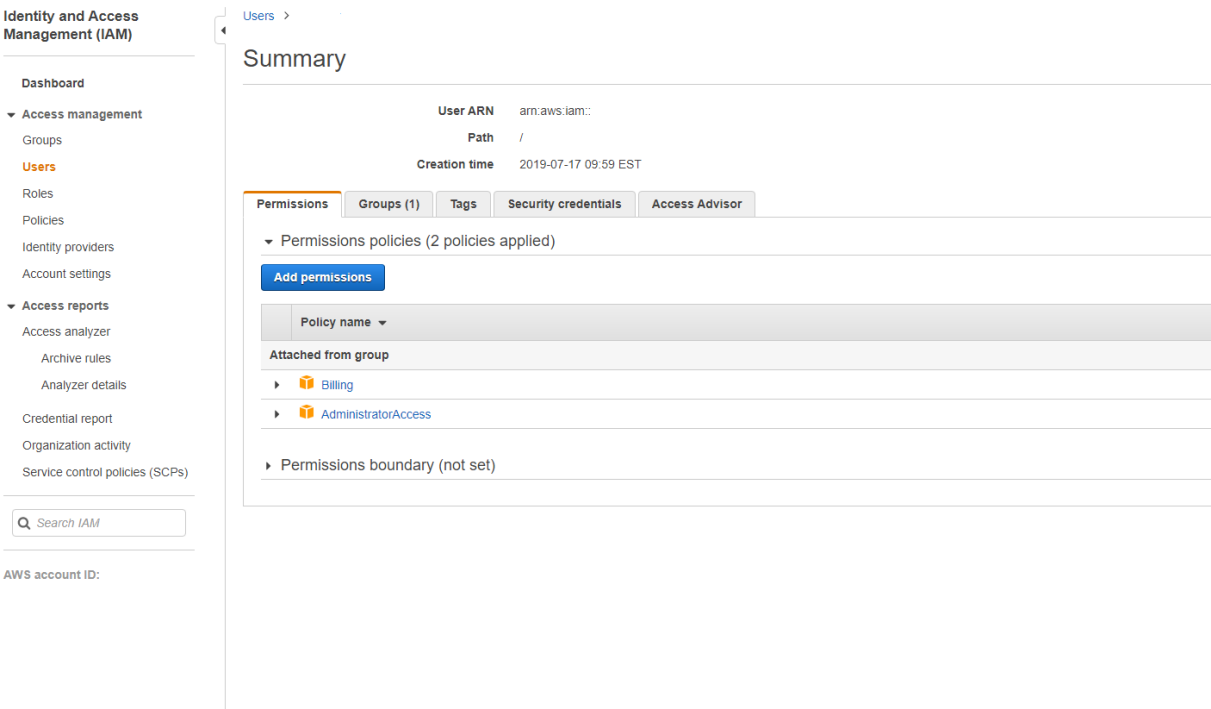 Identity and Access
Management (IAM)
Dashboard
Access management
Groups
Users
Roles
Policies
Identity providers
Account settings
Access reports
Access analyzer
Archive rules
Analyzer details
Credential report
Organization activity
Service control policies (SCPs)
Search IAM
AWS account ID:
Users >
Summary
User ARN arn:aws:iam::
Path /
Creation time 2019-07-17 09:59 EST
Permissions Groups (1) Tags Security credentials Access Advisor
Permissions policies (2 policies applied)
Add permissions
Policy name
Attached from group
Billing
AdministratorAccess
Permissions boundary (not set)